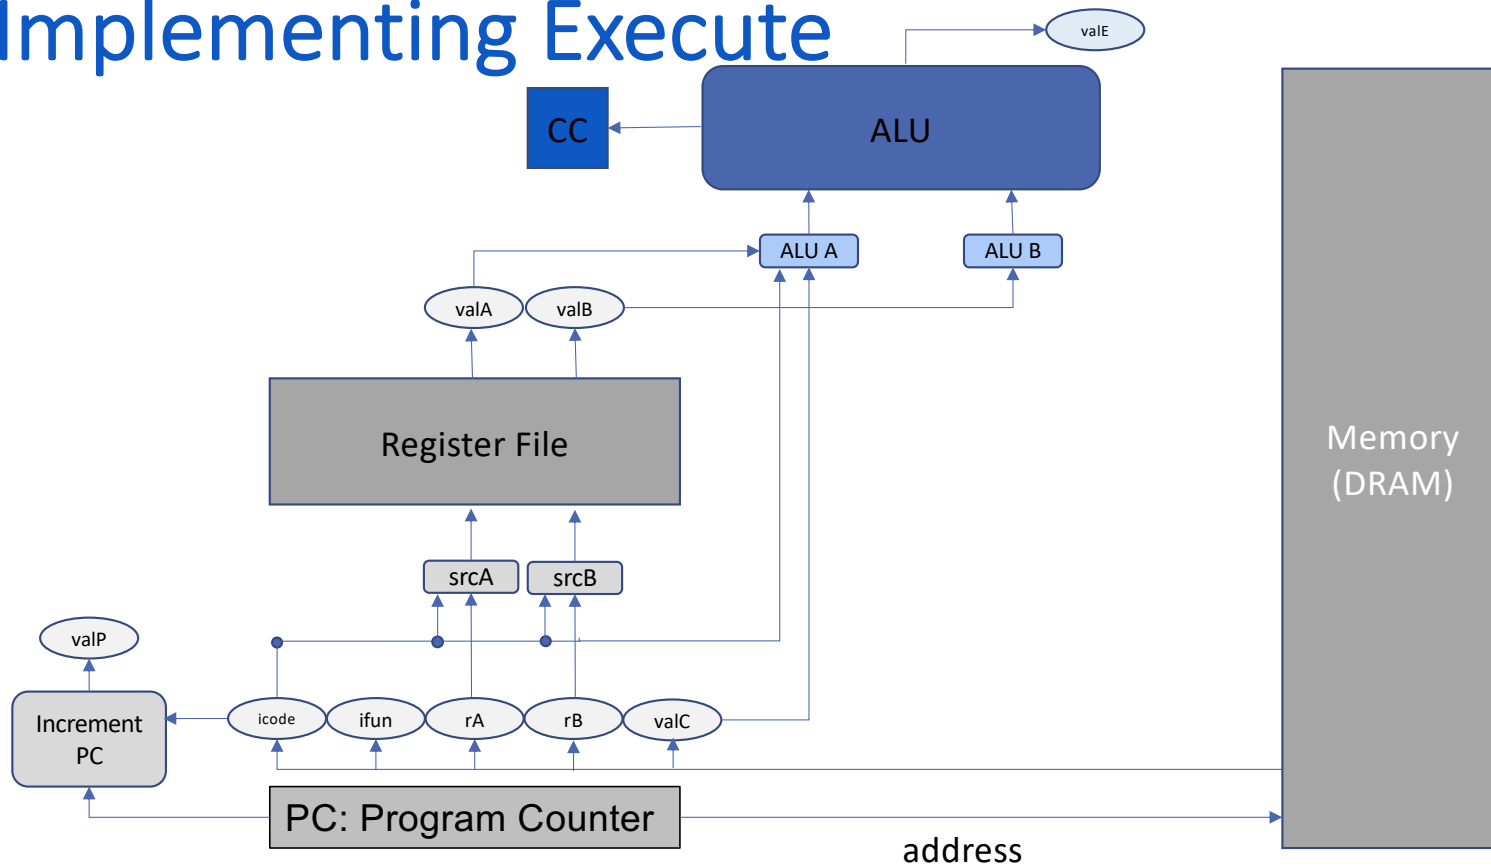 Implementing Execute
valE
CC
ALU
ALU A
ALU B
valA
valB
Register File
Memory
(DRAM)
srcA
srcB
valP
Increment
PC
icode
ifun
rA
rB
valC
PC: Program Counter
address